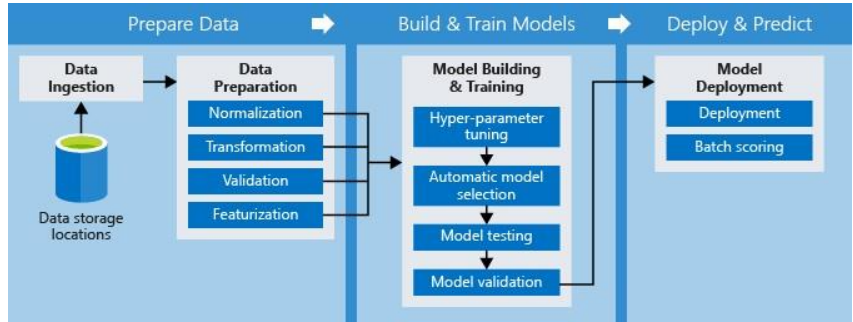 Prepare Data
Build & Train Models
Deploy & Predict
Data
Ingestion
Data storage
locations
Data
Preparation
Normalization
Transformation
Validation
Featurization
Model Building
& Training
Hyper-parameter
tuning
Automatic model
selection
Model testing
Model validation
Model
Deployment
Deployment
Batch scoring